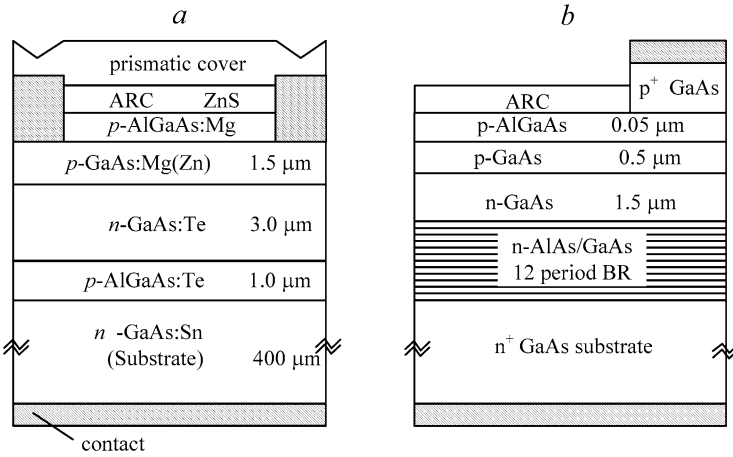 a
prismatic cover
ARC ZnS
p-AlGaAs:Mg
p-GaAs:Mg(Zn) 1.5 μm
n-GaAs:Te 3.0 μm
p-AlGaAs:Te 1.0 μm
n -GaAs:Sn
(Substrate) 400 μm
contact
b
p⁺ GaAs
ARC
p-AlGaAs 0.05 μm
p-GaAs 0.5 μm
n-GaAs 1.5 μm
n-AlAs/GaAs
12 period BR
n⁺ GaAs substrate